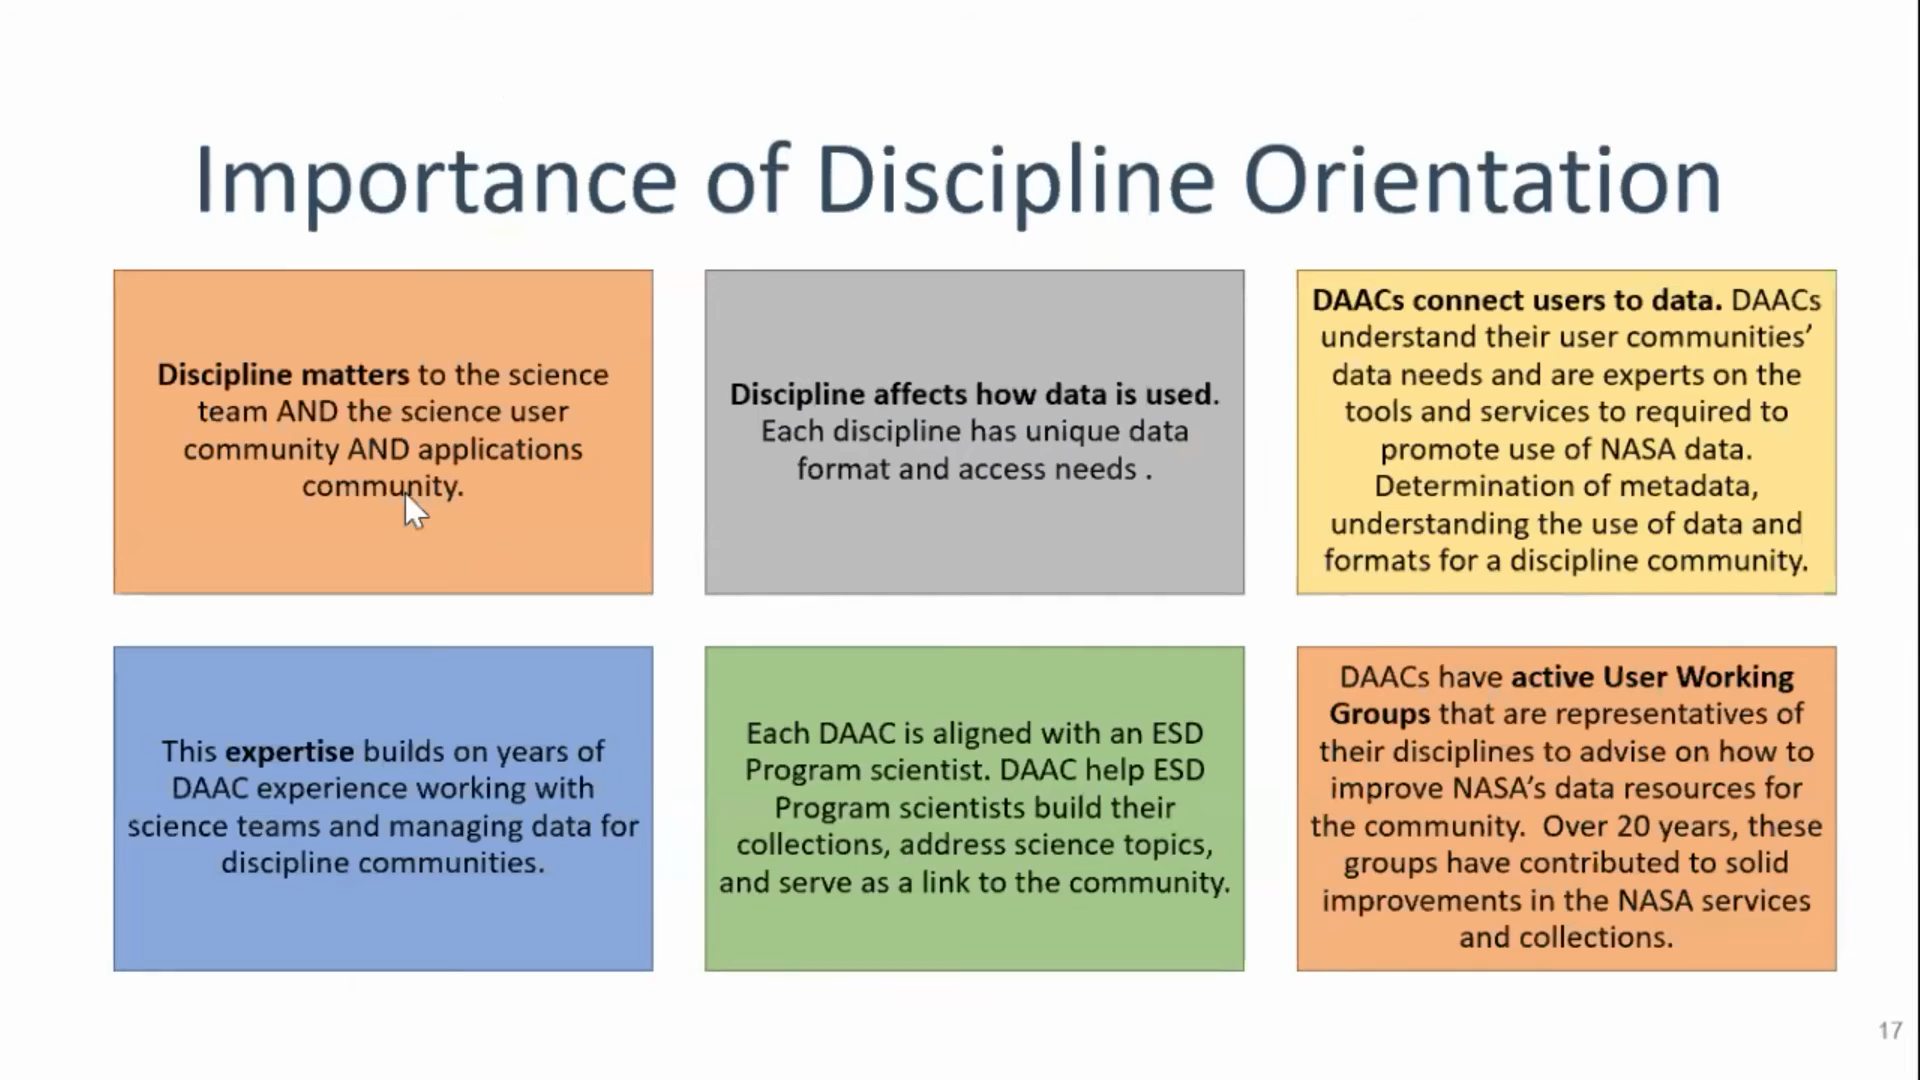 Importance of Discipline Orientation
Discipline matters to the science
team AND the science user
community AND applications
community.
Discipline affects how data is used.
Each discipline has unique data
format and access needs .
DAACs connect users to data. DAACs
understand their user communities’
data needs and are experts on the
tools and services to required to
promote use of NASA data.
Determination of metadata,
understanding the use of data and
formats for a discipline community.
This expertise builds on years of
DAAC experience working with
science teams and managing data for
discipline communities.
Each DAAC is aligned with an ESD
Program scientist. DAAC help ESD
Program scientists build their
collections, address science topics,
and serve as a link to the community.
DAACs have active User Working
Groups that are representatives of
their disciplines to advise on how to
improve NASA’s data resources for
the community.  Over 20 years, these
groups have contributed to solid
improvements in the NASA services
and collections.
17